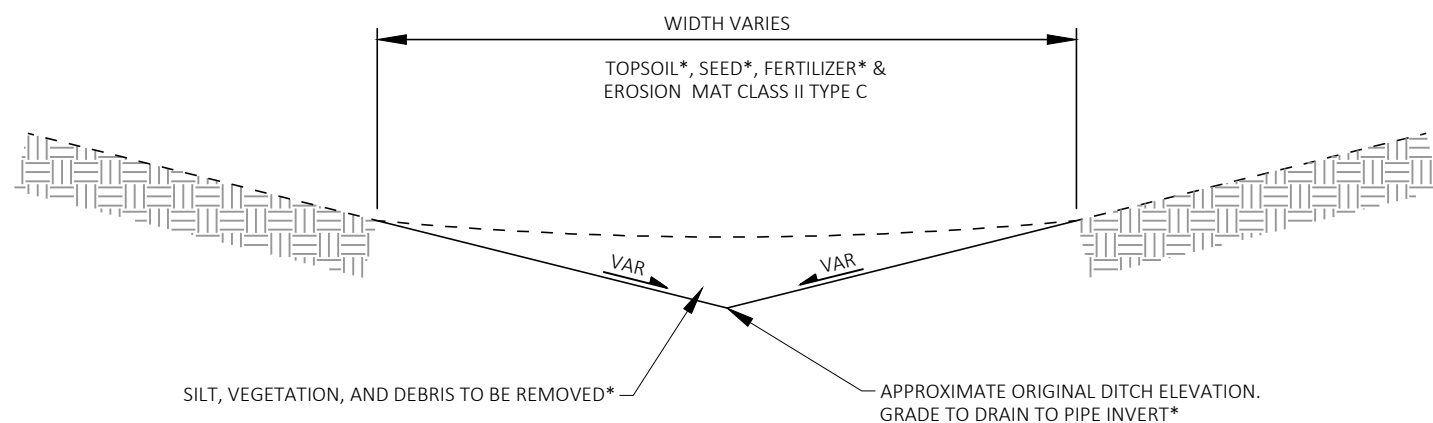 WIDTH VARIES
TOPSOIL*, SEED*, FERTILIZER* &
EROSION MAT CLASS II TYPE C
VAR
VAR
SILT, VEGETATION, AND DEBRIS TO BE REMOVED*
APPROXIMATE ORIGINAL DITCH ELEVATION.
GRADE TO DRAIN TO PIPE INVERT*